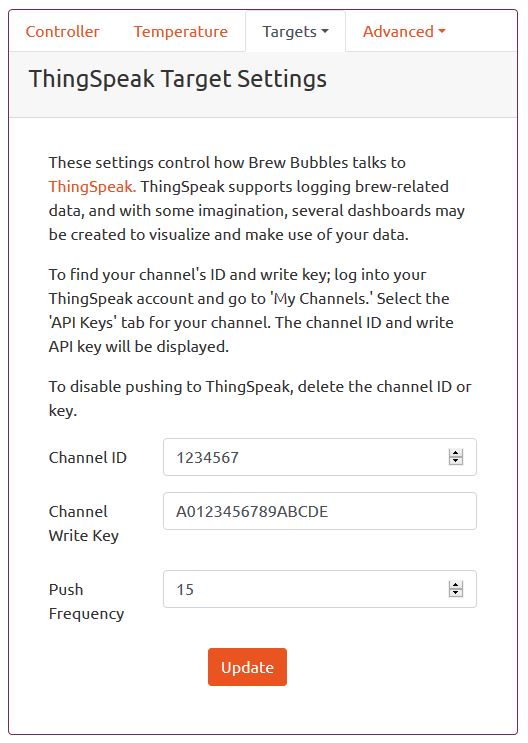 Controller Temperature Targets Advanced
ThingSpeak Target Settings
These settings control how Brew Bubbles talks to
ThingSpeak. ThingSpeak supports logging brew-related
data, and with some imagination, several dashboards may
be created to visualize and make use of your data.
To find your channel's ID and write key; log into your
ThingSpeak account and go to 'My Channels.' Select the
'API Keys' tab for your channel. The channel ID and write
API key will be displayed.
To disable pushing to ThingSpeak, delete the channel ID or
key.
Channel ID 1234567
Channel
Write Key A0123456789ABCDE
Push
Frequency 15
Update